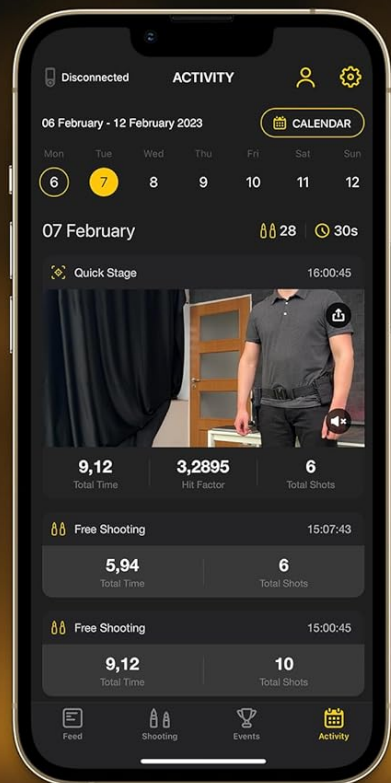 Disconnected ACTIVITY
06 February - 12 February 2023 CALENDAR
Mon Tue Wed Thu Fri Sat Sun
6 7 8 9 10 11 12
07 February 28 30s
Quick Stage 16:00:45
9,12 3,2895 6
Total Time Hit Factor Total Shots
Free Shooting 15:07:43
5,94 6
Total Time Total Shots
Free Shooting 15:00:45
9,12 10
Total Time Total Shots
Feed Shooting Events Activity